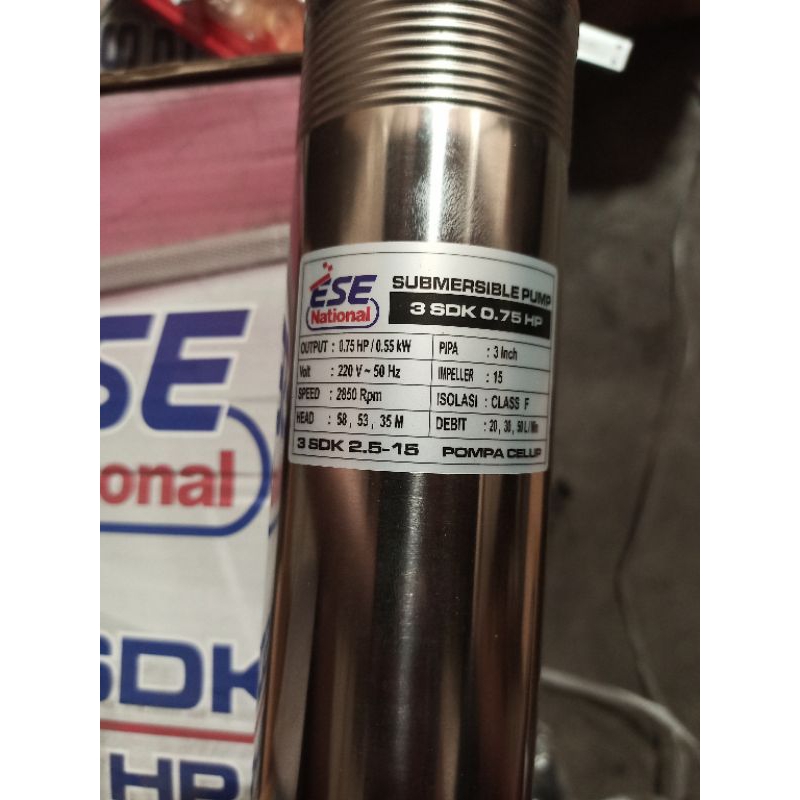 ESE National
SUBMERSIBLE PUMP
3 SDK 0.75 HP
OUTPUT : 0.75 HP / 0.55 kW
PIPA : 3 Inch
Volt : 220 V ~ 50 Hz
IMPELLER : 15
SPEED : 2850 Rpm
ISOLASI : CLASS F
HEAD : 58, 53, 35 M
DEBIT : 20, 30, 50 L/Min
3 SDK 2.5-15 POMPA CELUP
SE
onal
SDK
HP